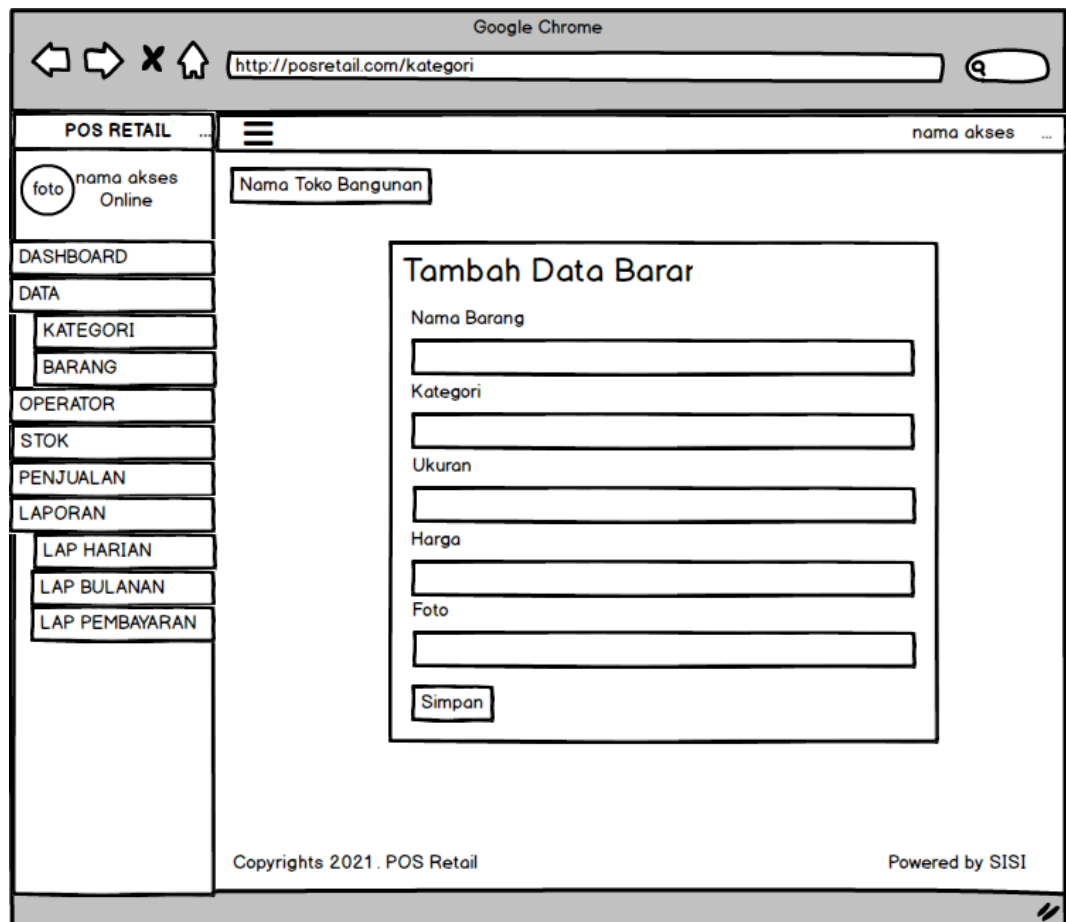 Google Chrome
http://posretail.com/kategori
POS RETAIL ...
nama akses ...
foto
nama akses
Online
Nama Toko Bangunan
DASHBOARD
DATA
KATEGORI
BARANG
OPERATOR
STOK
PENJUALAN
LAPORAN
LAP HARIAN
LAP BULANAN
LAP PEMBAYARAN
Tambah Data Barar
Nama Barang
Kategori
Ukuran
Harga
Foto
Simpan
Copyrights 2021. POS Retail
Powered by SISI